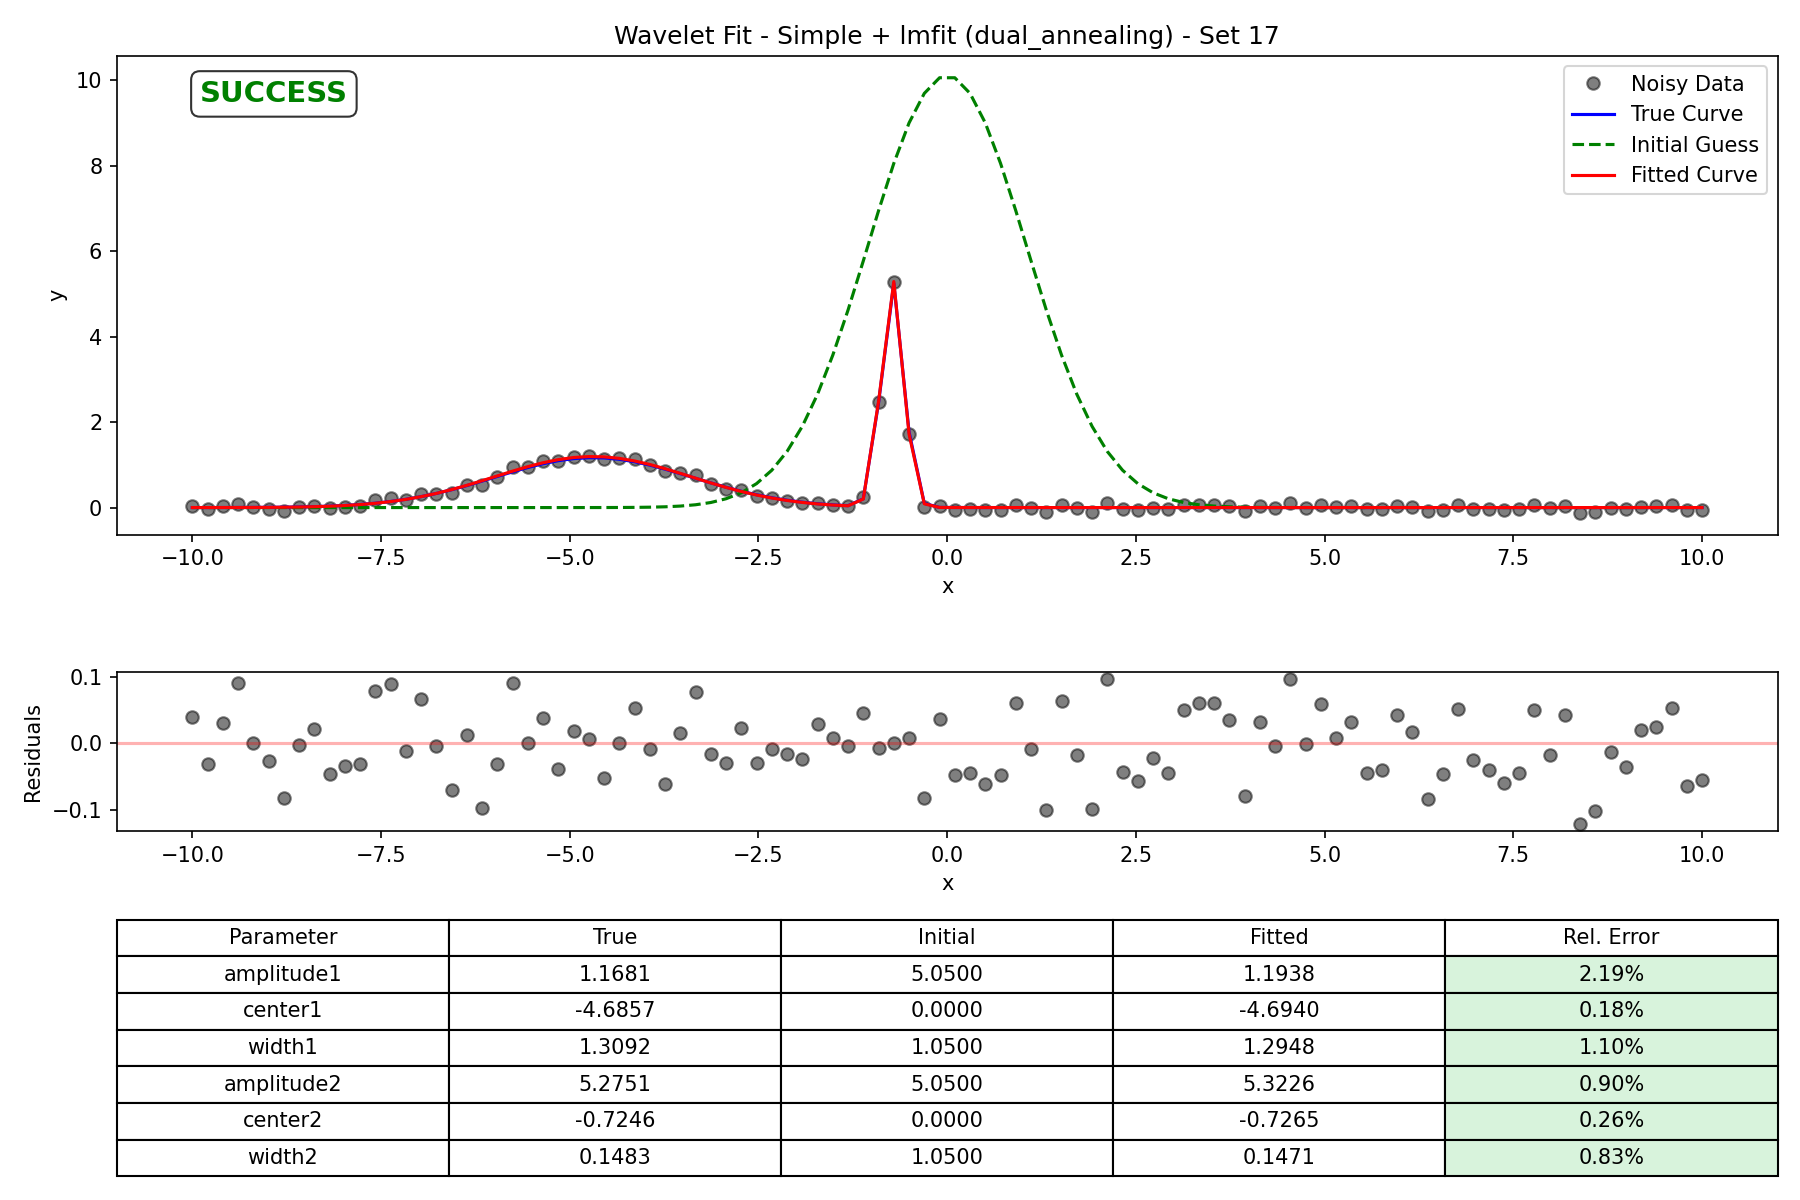 Wavelet Fit - Simple + lmfit (dual_annealing) - Set 17
SUCCESS
Noisy Data
True Curve
Initial Guess
Fitted Curve
10
8
6
4
2
0
y
−10.0 −7.5 −5.0 −2.5 0.0 2.5 5.0 7.5 10.0
x
0.1
0.0
−0.1
Residuals
−10.0 −7.5 −5.0 −2.5 0.0 2.5 5.0 7.5 10.0
x
Parameter True Initial Fitted Rel. Error
amplitude1 1.1681 5.0500 1.1938 2.19%
center1 -4.6857 0.0000 -4.6940 0.18%
width1 1.3092 1.0500 1.2948 1.10%
amplitude2 5.2751 5.0500 5.3226 0.90%
center2 -0.7246 0.0000 -0.7265 0.26%
width2 0.1483 1.0500 0.1471 0.83%